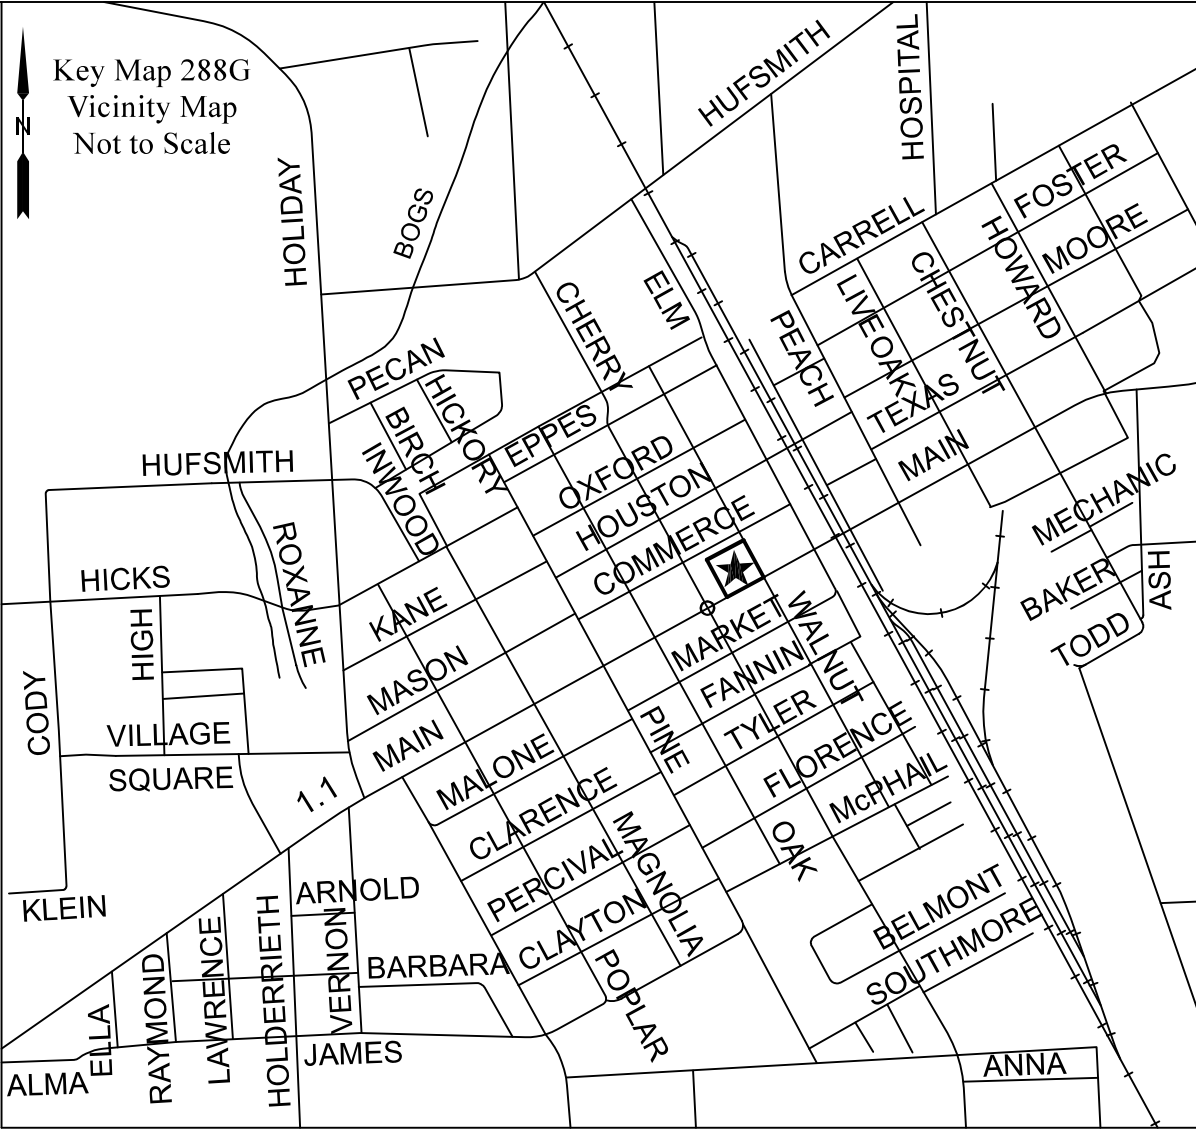 Key Map 288G
Vicinity Map
Not to Scale
N
HUFSMITH
HOSPITAL
HOLIDAY
BOGS
FOSTER
CARRELL
MOORE
HOWARD
CHESTNUT
LIVEOAK
ELM
CHERRY
PEACH
PECAN
HICKORY
BIRCH
INWOOD
EPPES
TEXAS
MAIN
HUFSMITH
OXFORD
HOUSTON
COMMERCE
MECHANIC
ROXANNE
HICKS
HIGH
KANE
BAKER
ASH
TODD
MARKET
WALNUT
MASON
FANNIN
CODY
VILLAGE
SQUARE
MAIN
PINE
TYLER
FLORENCE
1.1
MALONE
McPHAIL
CLARENCE
OAK
MAGNOLIA
PERCIVAL
KLEIN
ARNOLD
CLAYTON
BELMONT
SOUTHMORE
LAWRENCE
HOLDERRIETH
VERNON
BARBARA
RAYMOND
POPLAR
ELLA
JAMES
ANNA
ALMA